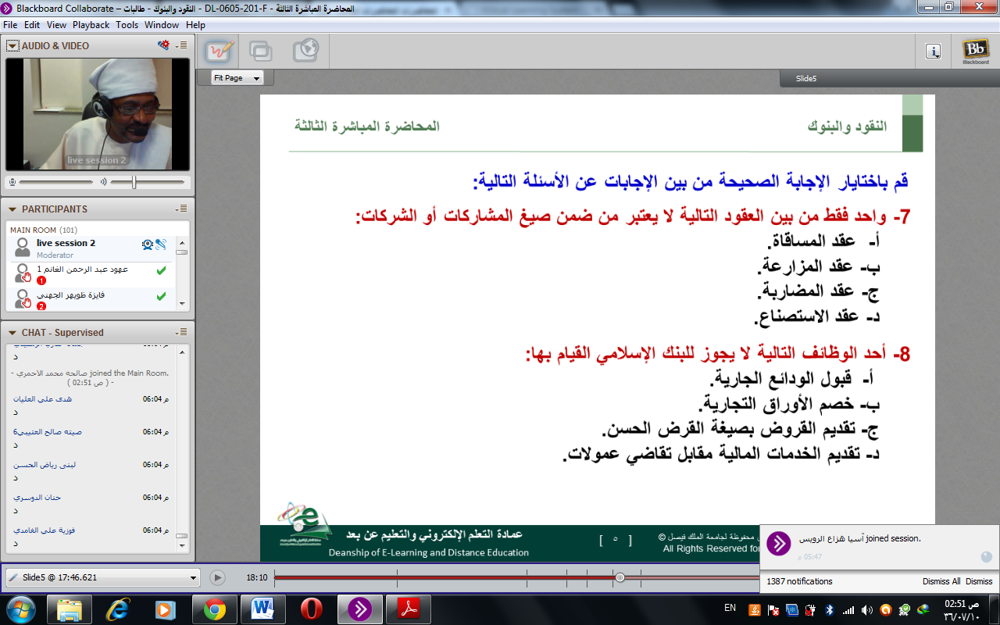 Blackboard Collaborate – النقود والبنوك - طالبات - DL-0605-201-F - المحاضرة المباشرة الثالثة
File Edit View Playback Tools Window Help
AUDIO & VIDEO
live session 2
PARTICIPANTS
MAIN ROOM (101)
live session 2
Moderator
عهود عبد الرحمن الغانم 1
1
فايزة ظويهر الجهني
2
CHAT - Supervised
د
صالحه محمد الاحمري joined the Main Room. -
( 02:51 ص ) -
هدى علي العليان 06:04 م
د
صيته صالح العتيبي6 06:04 م
د
لبنى رياض الحسن 06:04 م
د
حنان الدوسري 06:04 م
د
فوزية علي الغامدي 06:04 م
د
Fit Page
Slide5
i
Bb
Blackboard
النقود والبنوك
المحاضرة المباشرة الثالثة
قم باختايار الإجابة الصحيحة من بين الإجابات عن الأسئلة التالية:
7- واحد فقط من بين العقود التالية لا يعتبر من ضمن صيغ المشاركات أو الشركات:
أ- عقد المساقاة.
ب- عقد المزارعة.
ج- عقد المضاربة.
د- عقد الاستصناع.
8- أحد الوظائف التالية لا يجوز للبنك الإسلامي القيام بها:
أ- قبول الودائع الجارية.
ب- خصم الأوراق التجارية.
ج- تقديم القروض بصيغة القرض الحسن.
د- تقديم الخدمات المالية مقابل تقاضي عمولات.
عمادة التعلم الإلكتروني والتعليم عن بعد
Deanship of E-Learning and Distance Education
[ ٥ ]
محفوظة لجامعة الملك فيصل ©
All Rights Reserved for
آسيا هزاع الرويس joined session.
05:47 م
1387 notifications Dismiss All Dismiss
Slide5 @ 17:46.621
18:10
EN
02:51 ص
٣٦/٠٧/١٠